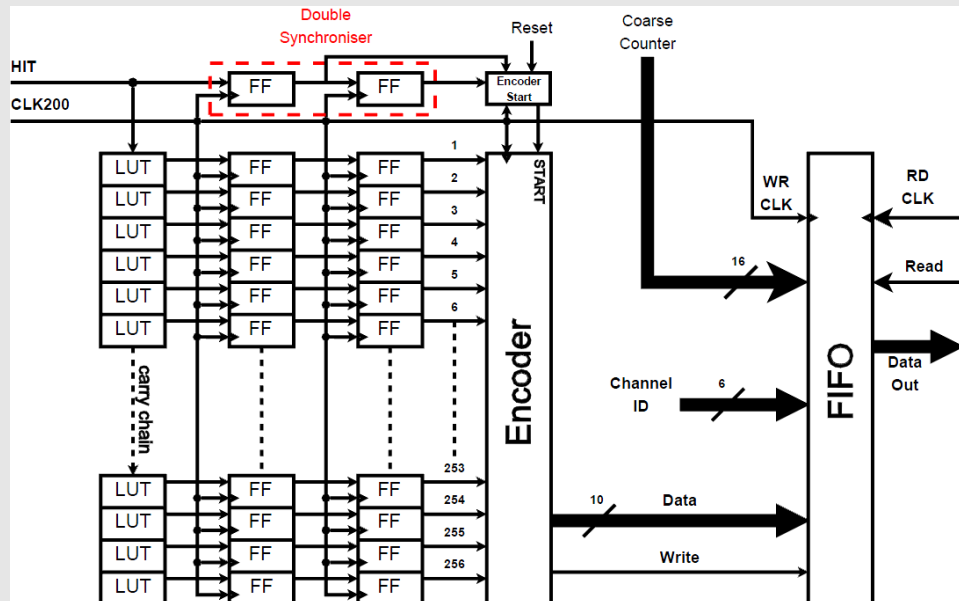 Double
Synchroniser
Reset
Coarse
Counter
HIT
FF
FF
Encoder
Start
CLK200
LUT
FF
FF
1
LUT
FF
FF
2
LUT
FF
FF
3
LUT
FF
FF
4
LUT
FF
FF
5
LUT
FF
FF
6
START
WR
CLK
RD
CLK
16
Read
Encoder
FIFO
Data
Out
Channel
ID
6
carry chain
LUT
FF
FF
253
LUT
FF
FF
254
LUT
FF
FF
255
LUT
FF
FF
256
10
Data
Write